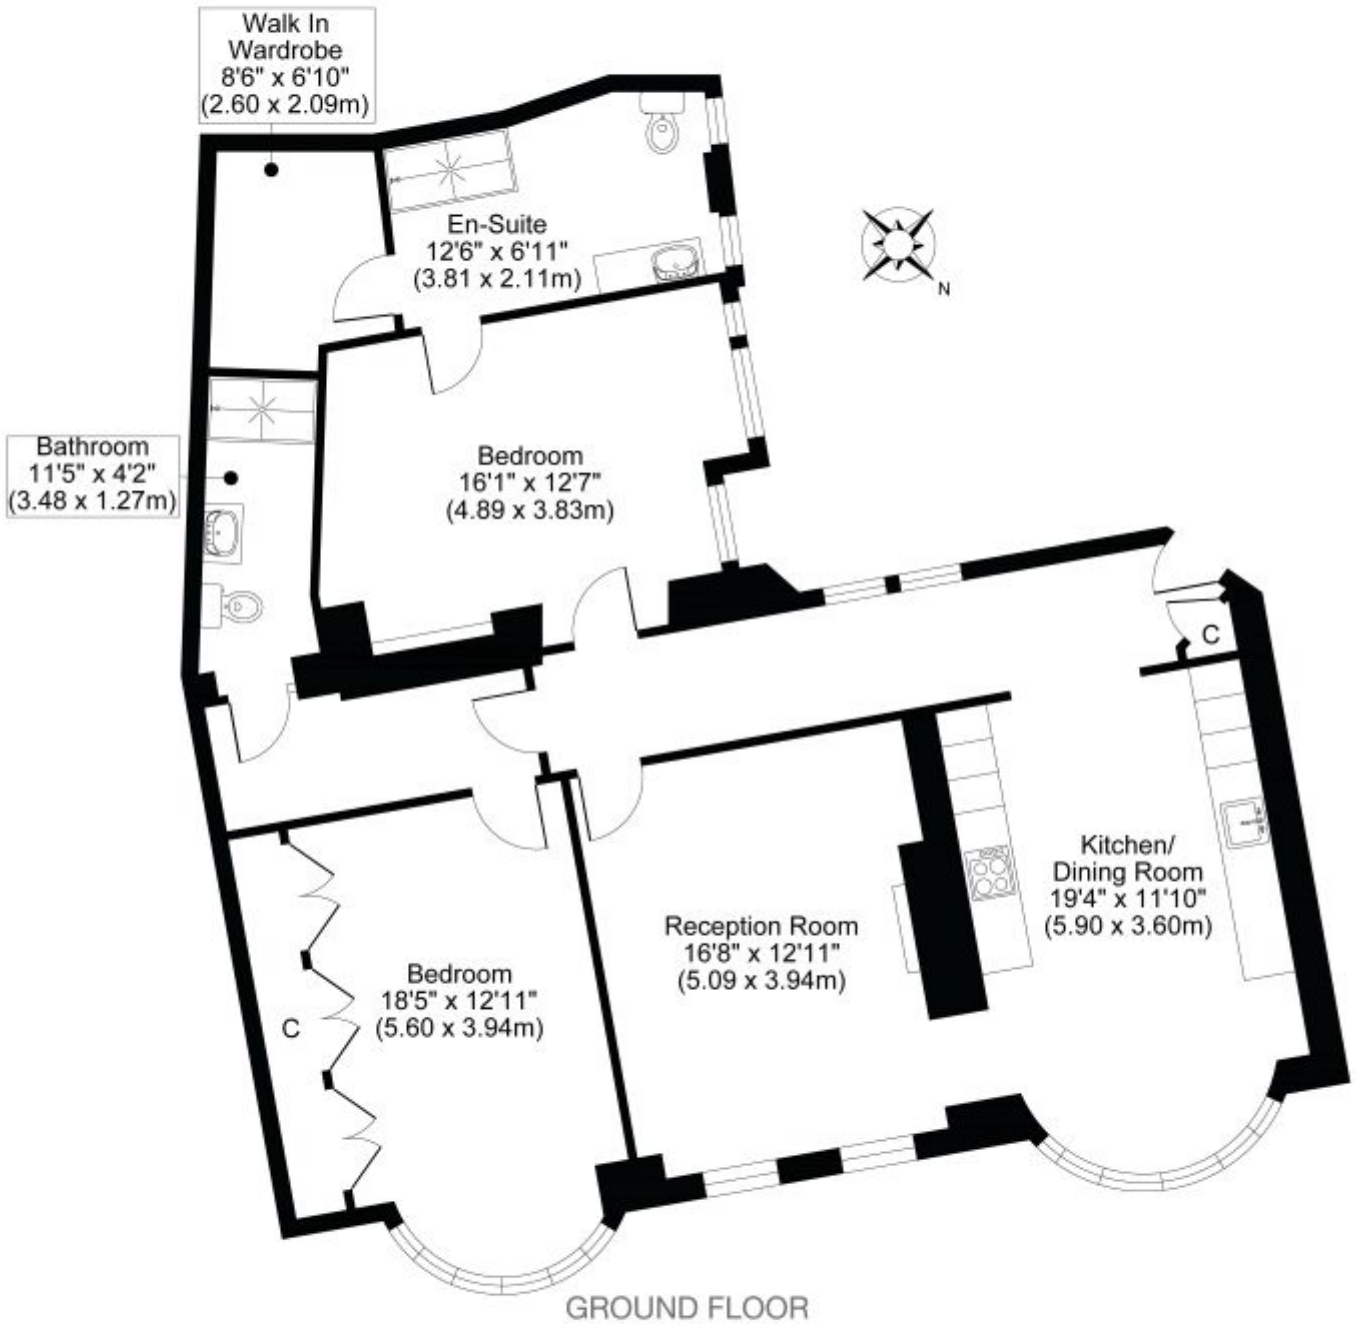 Walk In
Wardrobe
8'6" x 6'10"
(2.60 x 2.09m)
En-Suite
12'6" x 6'11"
(3.81 x 2.11m)
N
Bathroom
11'5" x 4'2"
(3.48 x 1.27m)
Bedroom
16'1" x 12'7"
(4.89 x 3.83m)
C
Kitchen/
Dining Room
19'4" x 11'10"
(5.90 x 3.60m)
Reception Room
16'8" x 12'11"
(5.09 x 3.94m)
Bedroom
18'5" x 12'11"
(5.60 x 3.94m)
C
GROUND FLOOR